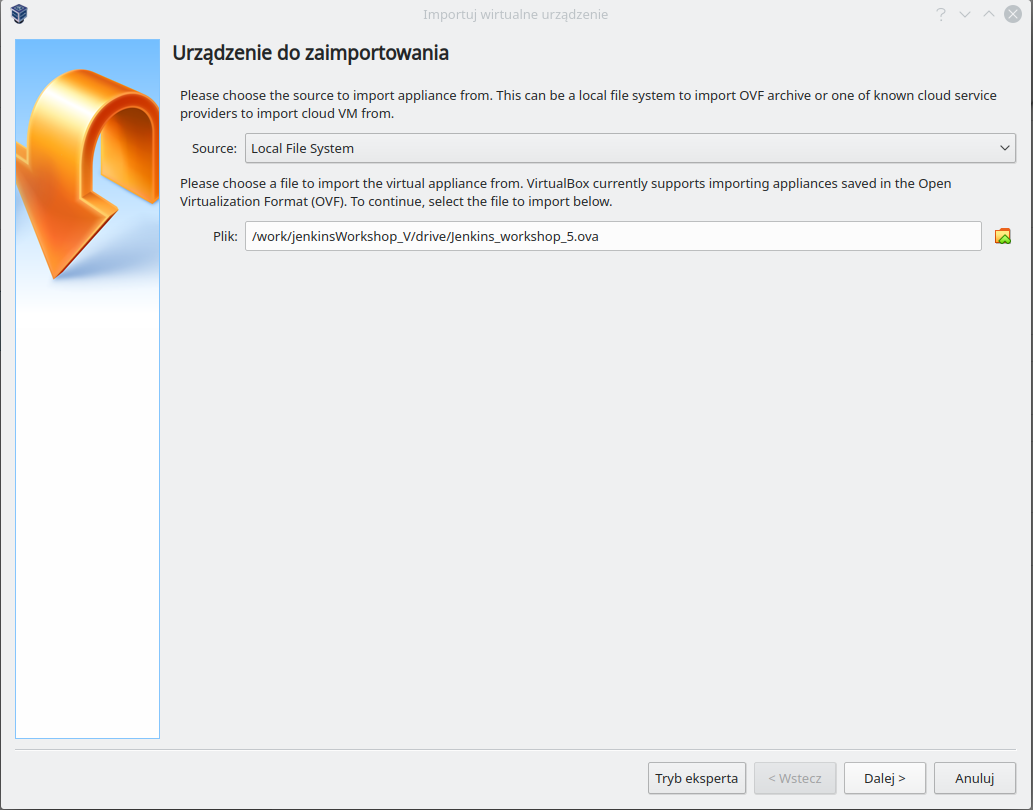 Importuj wirtualne urządzenie
Urządzenie do zaimportowania
Please choose the source to import appliance from. This can be a local file system to import OVF archive or one of known cloud service
providers to import cloud VM from.
Source: Local File System
Please choose a file to import the virtual appliance from. VirtualBox currently supports importing appliances saved in the Open
Virtualization Format (OVF). To continue, select the file to import below.
Plik: /work/jenkinsWorkshop_V/drive/Jenkins_workshop_5.ova
Tryb eksperta < Wstecz Dalej > Anuluj